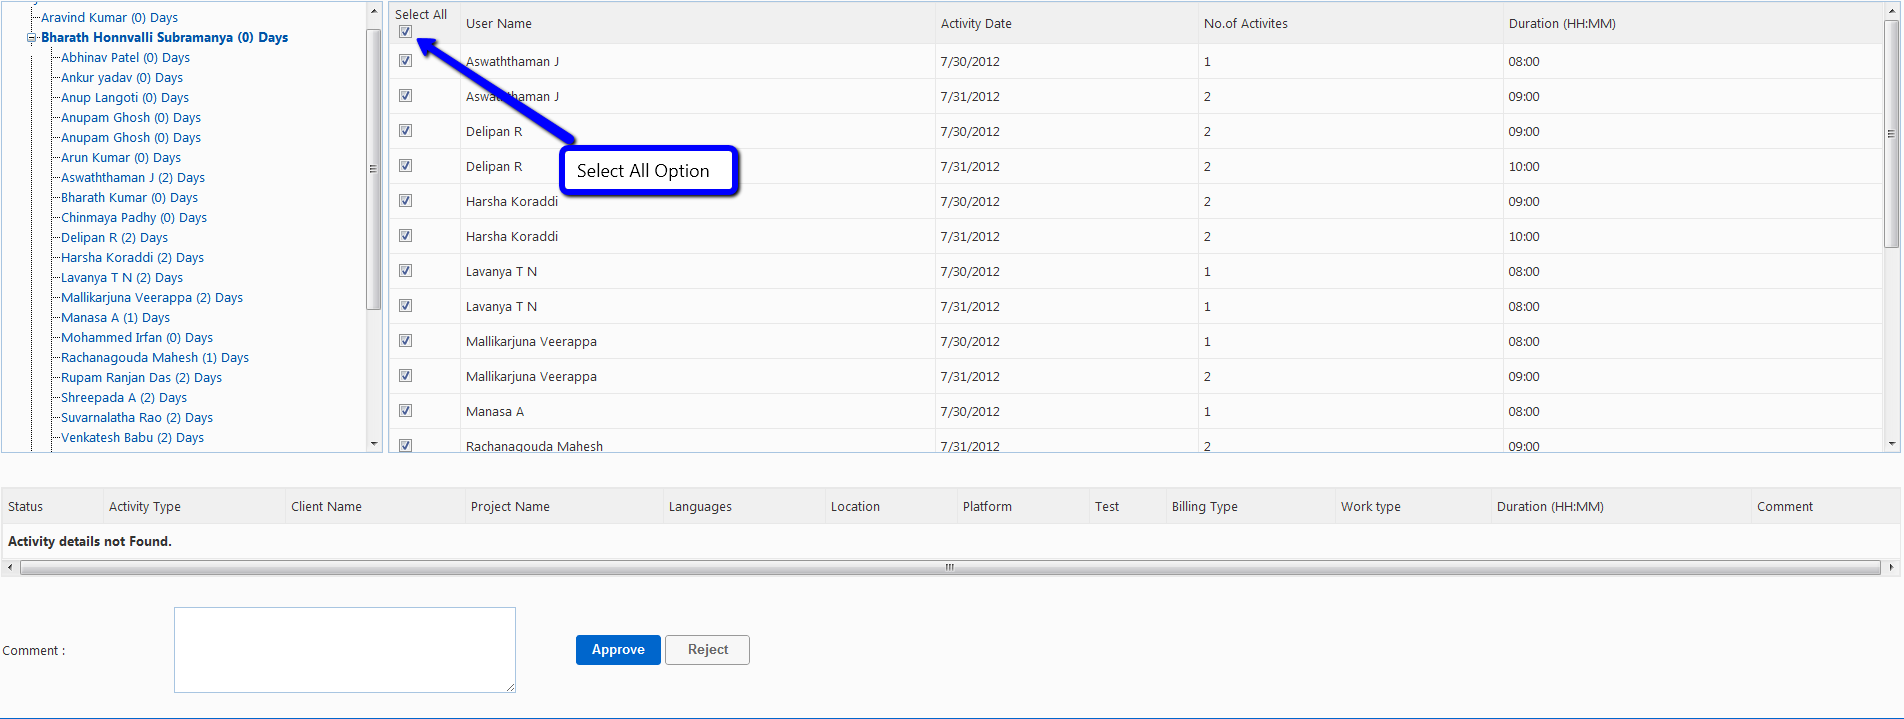 Aravind Kumar (0) Days
Bharath Honnvalli Subramanya (0) Days
Abhinav Patel (0) Days
Ankur yadav (0) Days
Anup Langoti (0) Days
Anupam Ghosh (0) Days
Anupam Ghosh (0) Days
Arun Kumar (0) Days
Aswaththaman J (2) Days
Bharath Kumar (0) Days
Chinmaya Padhy (0) Days
Delipan R (2) Days
Harsha Koraddi (2) Days
Lavanya T N (2) Days
Mallikarjuna Veerappa (2) Days
Manasa A (1) Days
Mohammed Irfan (0) Days
Rachanagouda Mahesh (1) Days
Rupam Ranjan Das (2) Days
Shreepada A (2) Days
Suvarnalatha Rao (2) Days
Venkatesh Babu (2) Days
Select All User Name Activity Date No.of Activites Duration (HH:MM)
Aswaththaman J 7/30/2012 1 08:00
Aswaththaman J 7/31/2012 2 09:00
Delipan R 7/30/2012 2 09:00
Delipan R 7/31/2012 2 10:00
Select All Option
Harsha Koraddi 7/30/2012 2 09:00
Harsha Koraddi 7/31/2012 2 10:00
Lavanya T N 7/30/2012 1 08:00
Lavanya T N 7/31/2012 1 08:00
Mallikarjuna Veerappa 7/30/2012 1 08:00
Mallikarjuna Veerappa 7/31/2012 2 09:00
Manasa A 7/30/2012 1 08:00
Rachanagouda Mahesh 7/31/2012 2 09:00
Status Activity Type Client Name Project Name Languages Location Platform Test Billing Type Work type Duration (HH:MM) Comment
Activity details not Found.
Comment :
Approve Reject